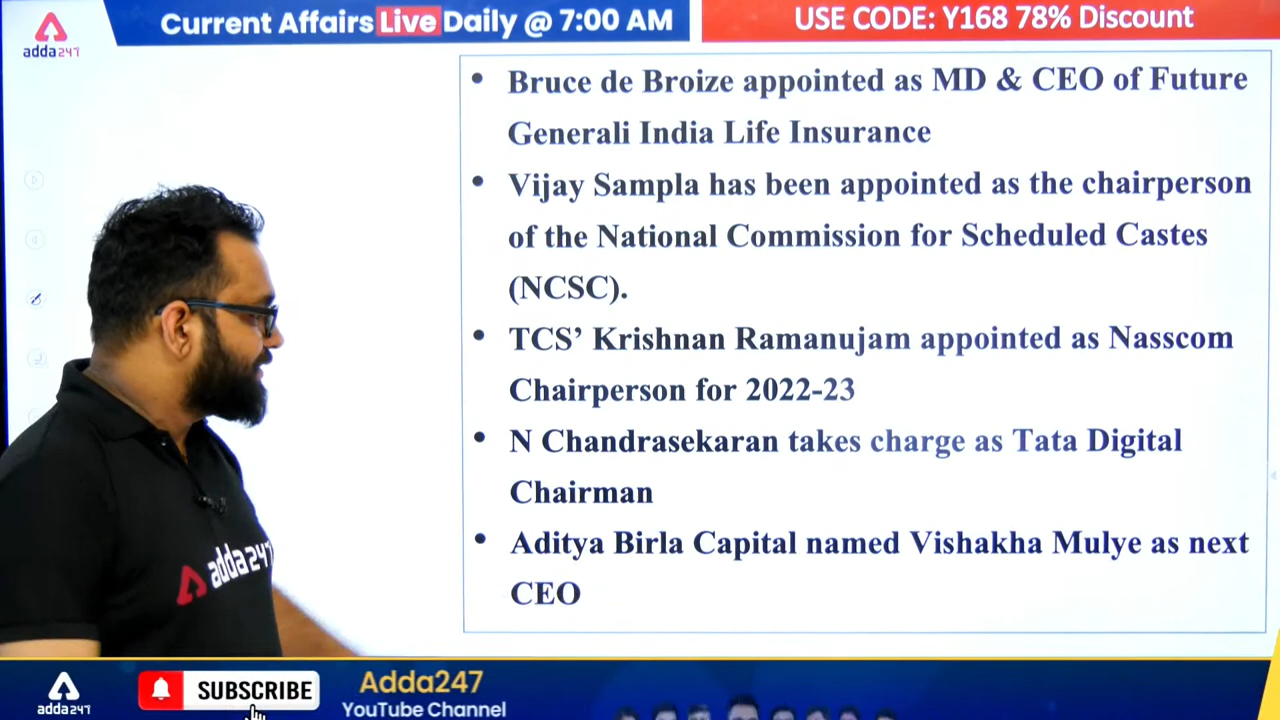 Current Affairs Live Daily @ 7:00 AM
USE CODE: Y168 78% Discount
adda247
• Bruce de Broize appointed as MD & CEO of Future
Generali India Life Insurance
• Vijay Sampla has been appointed as the chairperson
of the National Commission for Scheduled Castes
(NCSC).
• TCS’ Krishnan Ramanujam appointed as Nasscom
Chairperson for 2022-23
• N Chandrasekaran takes charge as Tata Digital
Chairman
• Aditya Birla Capital named Vishakha Mulye as next
CEO
adda247
adda247
SUBSCRIBE
Adda247
YouTube Channel